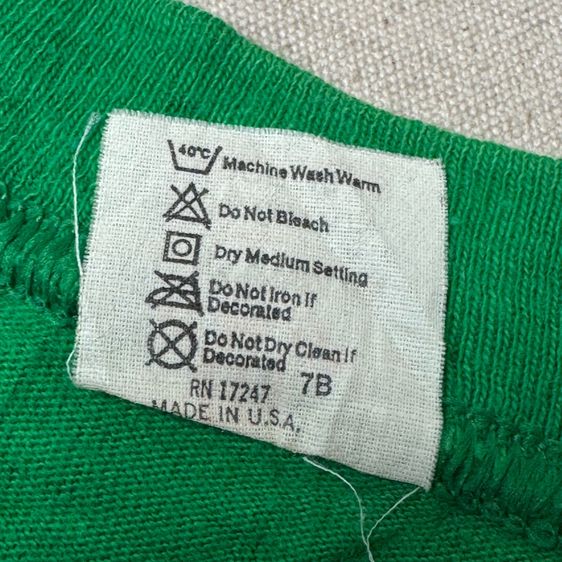 40°C Machine Wash Warm
Do Not Bleach
Dry Medium Setting
Do Not Iron if
Decorated
Do Not Dry Clean if
Decorated
RN 17247 7B
MADE IN U.S.A.